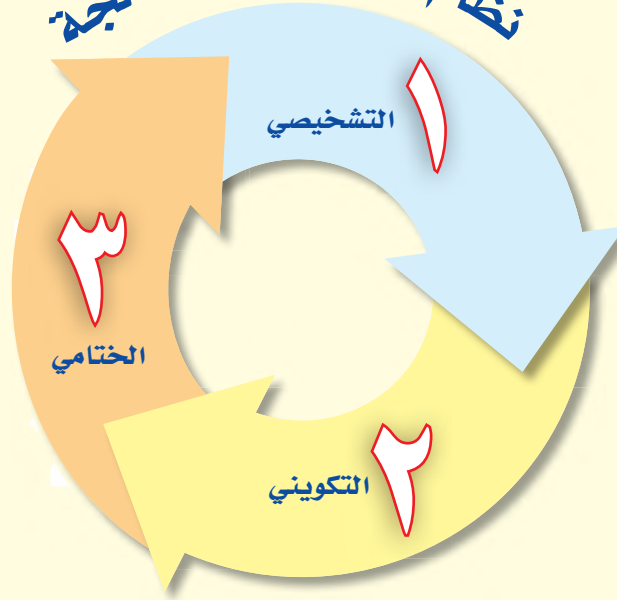 ١
التشخيصي
٢
التكويني
٣
الختامي